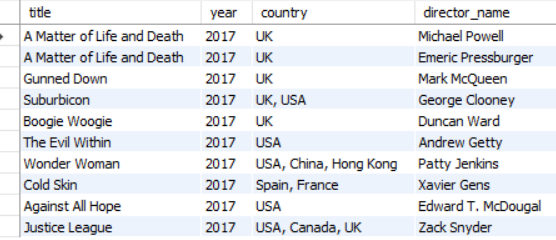 title year country director_name
A Matter of Life and Death 2017 UK Michael Powell
A Matter of Life and Death 2017 UK Emeric Pressburger
Gunned Down 2017 UK Mark McQueen
Suburbicon 2017 UK, USA George Clooney
Boogie Woogie 2017 UK Duncan Ward
The Evil Within 2017 USA Andrew Getty
Wonder Woman 2017 USA, China, Hong Kong Patty Jenkins
Cold Skin 2017 Spain, France Xavier Gens
Against All Hope 2017 USA Edward T. McDougal
Justice League 2017 USA, Canada, UK Zack Snyder